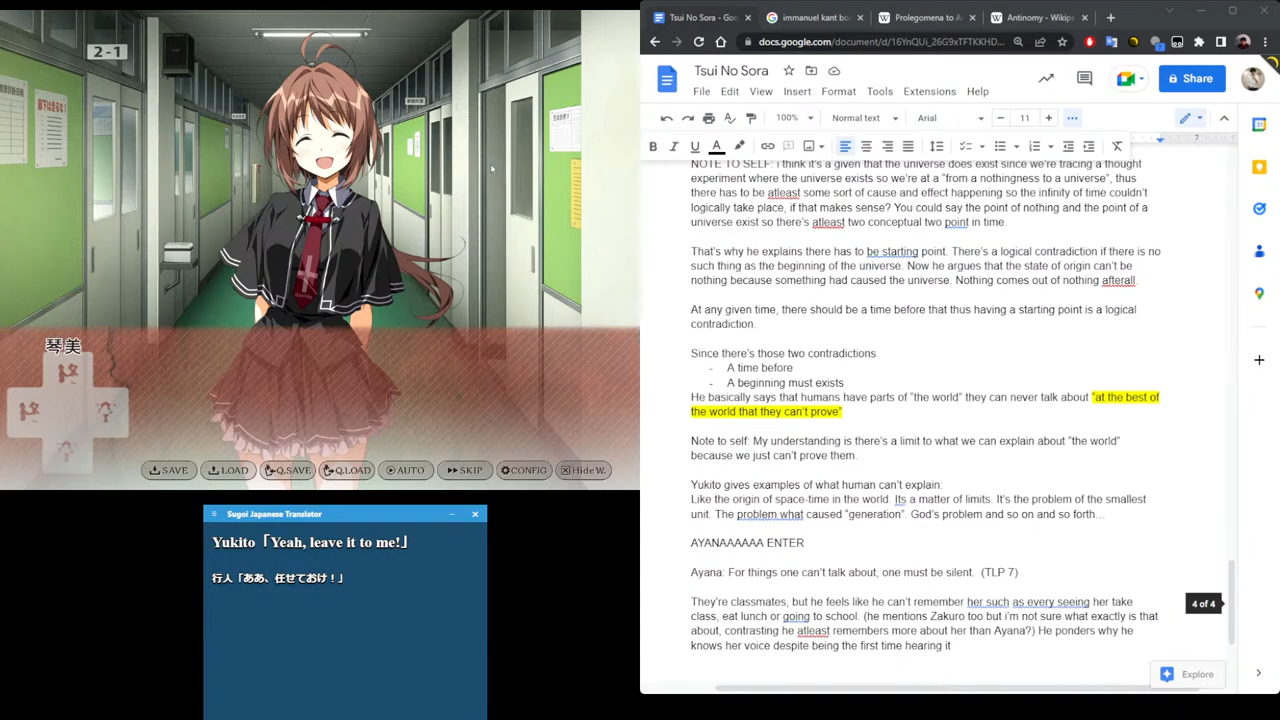 2-1
廊下は走るな!
琴美
SAVE
LOAD
Q.SAVE
Q.LOAD
AUTO
SKIP
CONFIG
Hide W.
Sugoi Japanese Translator
Yukito「Yeah, leave it to me!」
行人「ああ、任せておけ！」
Tsui No Sora - Goo
immanuel kant bo
Prolegomena to A
Antinomy - Wikip
docs.google.com/document/d/16YnQUi_26G9xTFTKKHD...
Tsui No Sora
Share
File Edit View Insert Format Tools Extensions Help
100% Normal text Arial 11
7
NOTE TO SELF: i think it's a given that the universe does exist since we're tracing a thought
experiment where the universe exists so we're at a "from a nothingness to a universe", thus
there has to be atleast some sort of cause and effect happening so the infinity of time couldn't
logically take place, if that makes sense? You could say the point of nothing and the point of a
universe exist so there's atleast two conceptual two point in time.
That's why he explains there has to be starting point. There's a logical contradiction if there is no
such thing as the beginning of the universe. Now he argues that the state of origin can't be
nothing because something had caused the universe. Nothing comes out of nothing afterall.
At any given time, there should be a time before that thus having a starting point is a logical
contradiction.
Since there's those two contradictions
- A time before
- A beginning must exists
He basically says that humans have parts of "the world" they can never talk about "at the best of
the world that they can't prove"
Note to self: My understanding is there's a limit to what we can explain about "the world"
because we just can't prove them.
Yukito gives examples of what human can't explain:
Like the origin of space-time in the world. Its a matter of limits. It's the problem of the smallest
unit. The problem what caused "generation". God's problem and so on and so forth…
AYANAAAAAA ENTER
Ayana: For things one can't talk about, one must be silent. (TLP 7)
They're classmates, but he feels like he can't remember her such as every seeing her take
class, eat lunch or going to school. (he mentions Zakuro too but i'm not sure what exactly is that
about, contrasting he atleast remembers more about her than Ayana?) He ponders why he
knows her voice despite being the first time hearing it
4 of 4
Explore